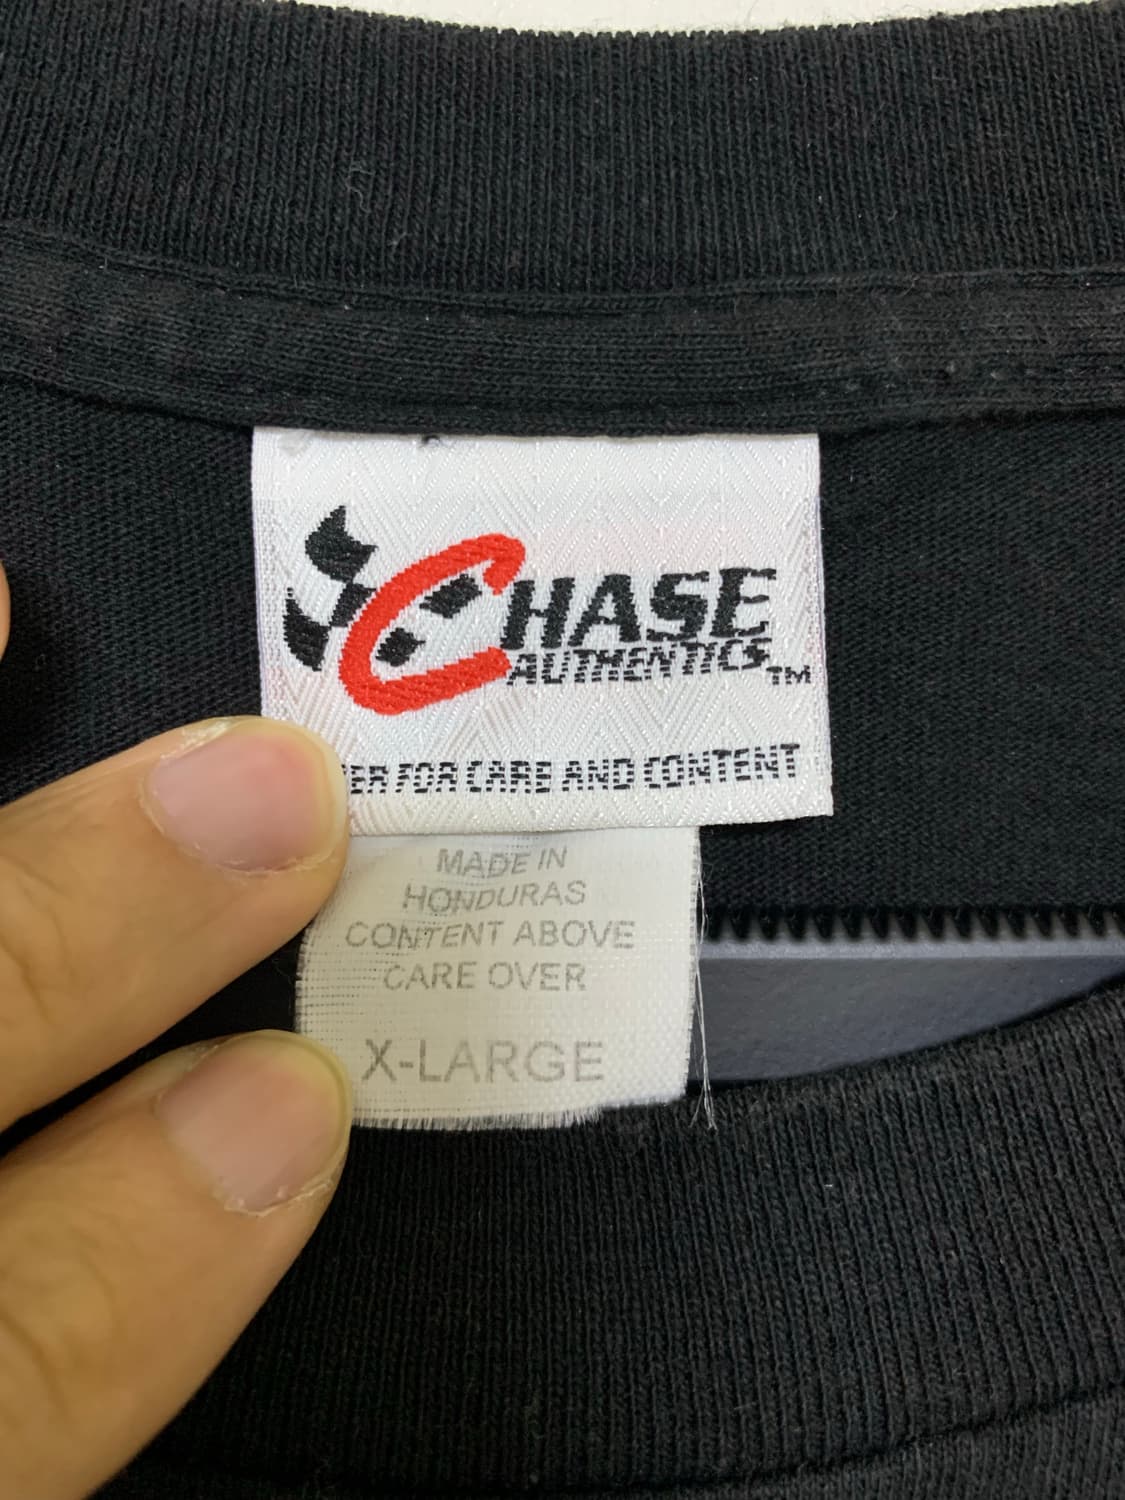 CHASE
AUTHENTICS TM
FOR CARE AND CONTENT
MADE IN
HONDURAS
CONTENT ABOVE
CARE OVER
X-LARGE